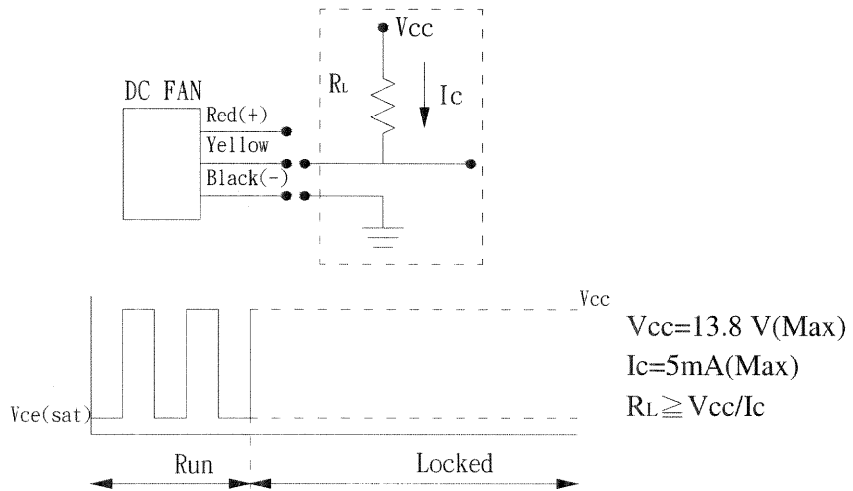 Vcc
RL
Ic
DC FAN
Red(+)
Yellow
Black(-)
Vcc
Vce(sat)
Run
Locked
Vcc=13.8 V(Max)
Ic=5mA(Max)
RL≧Vcc/Ic